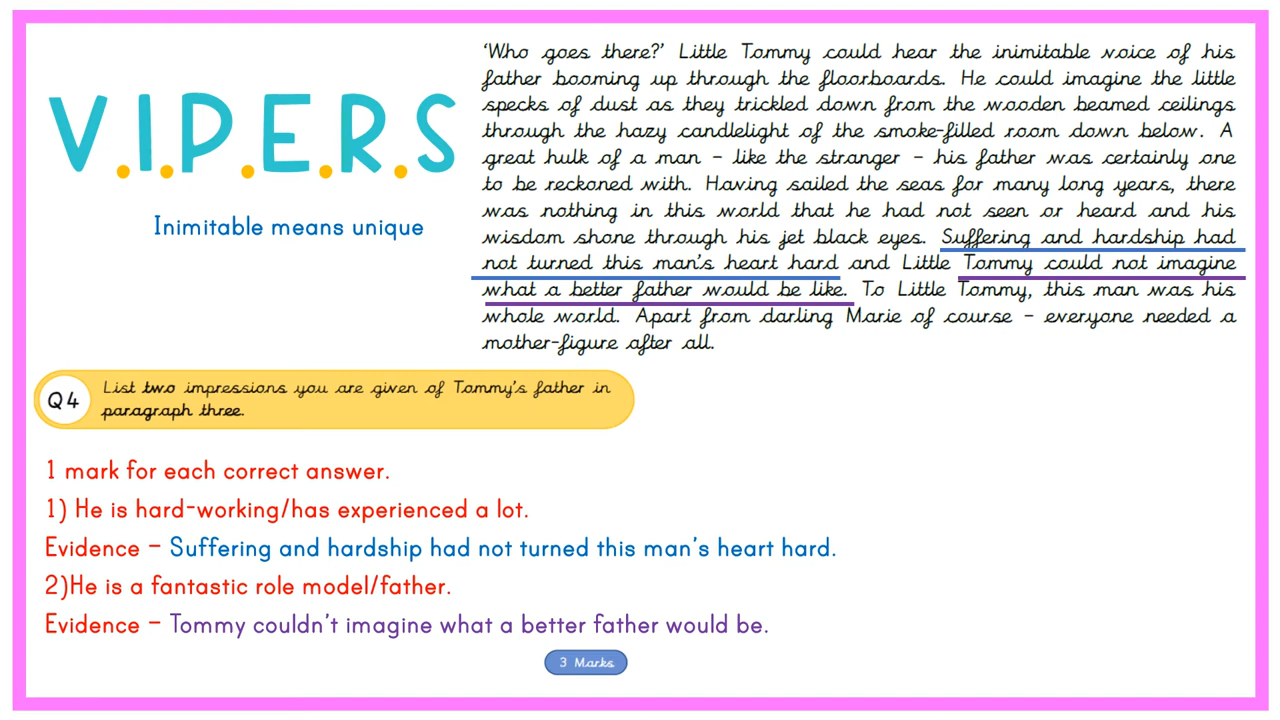 V.I.P.E.R.S
Inimitable means unique
'Who goes there?' Little Tommy could hear the inimitable voice of his
father booming up through the floorboards. He could imagine the little
specks of dust as they trickled down from the wooden beamed ceilings
through the hazy candlelight of the smoke-filled room down below. A
great hulk of a man – like the stranger – his father was certainly one
to be reckoned with. Having sailed the seas for many long years, there
was nothing in this world that he had not seen or heard and his
wisdom shone through his jet black eyes. Suffering and hardship had
not turned this man's heart hard and Little Tommy could not imagine
what a better father would be like. To Little Tommy, this man was his
whole world. Apart from darling Marie of course – everyone needed a
mother-figure after all.
Q4
List two impressions you are given of Tommy's father in
paragraph three.
1 mark for each correct answer.
1) He is hard-working/has experienced a lot.
Evidence – Suffering and hardship had not turned this man's heart hard.
2)He is a fantastic role model/father.
Evidence – Tommy couldn't imagine what a better father would be.
3 Marks